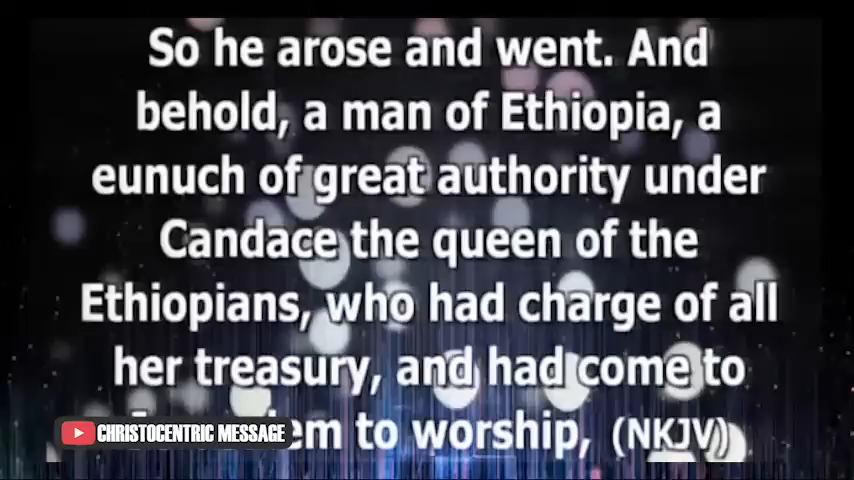 So he arose and went. And
behold, a man of Ethiopia, a
eunuch of great authority under
Candace the queen of the
Ethiopians, who had charge of all
her treasury, and had come to
to worship, (NKJV)
CHRISTOCENTRIC MESSAGE